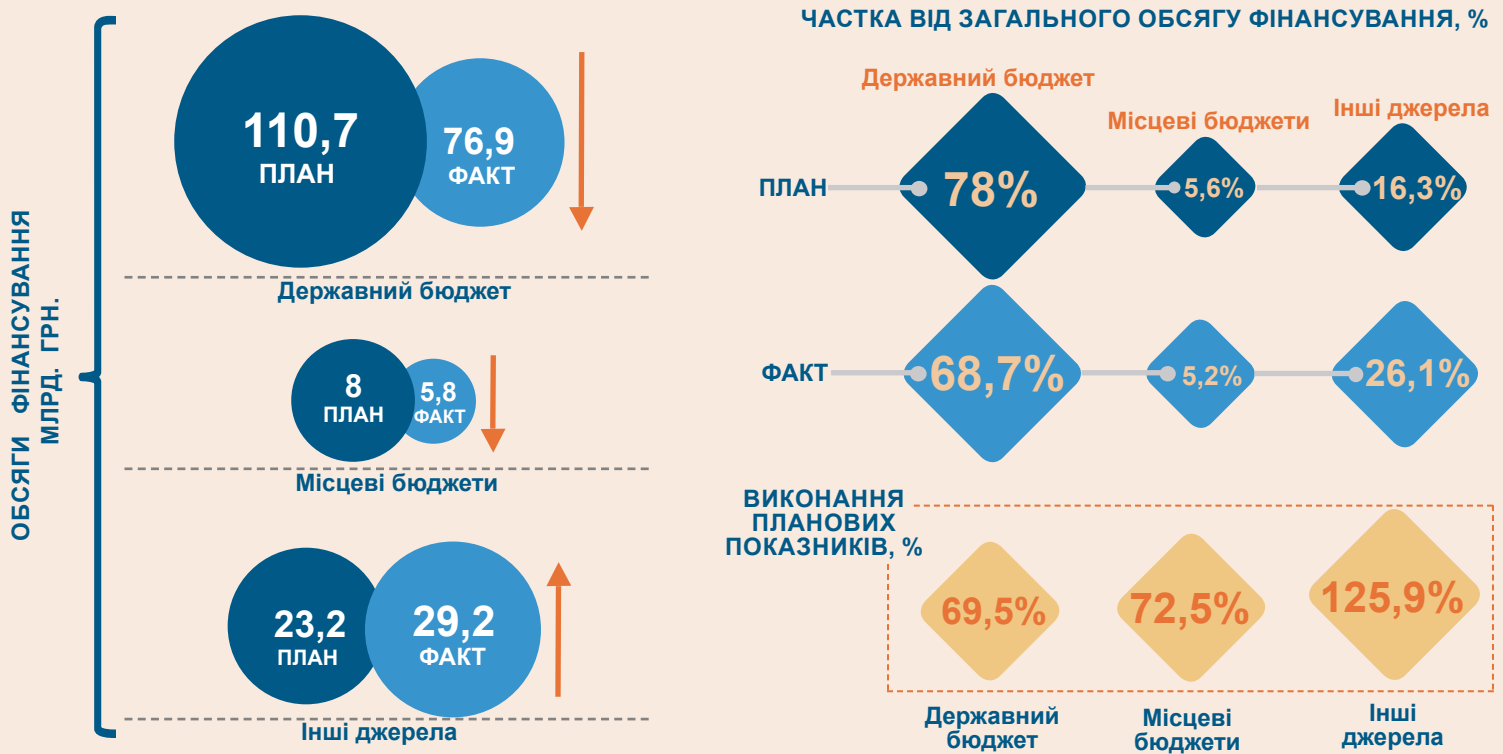 ОБСЯГИ ФІНАНСУВАННЯ
МЛРД. ГРН.
110,7
ПЛАН
76,9
ФАКТ
Державний бюджет
8
ПЛАН
5,8
ФАКТ
Місцеві бюджети
23,2
ПЛАН
29,2
ФАКТ
Інші джерела
ЧАСТКА ВІД ЗАГАЛЬНОГО ОБСЯГУ ФІНАНСУВАННЯ, %
Державний бюджет
Місцеві бюджети
Інші джерела
ПЛАН
78%
5,6%
16,3%
ФАКТ
68,7%
5,2%
26,1%
ВИКОНАННЯ
ПЛАНОВИХ
ПОКАЗНИКІВ, %
69,5%
72,5%
125,9%
Державний
бюджет
Місцеві
бюджети
Інші
джерела